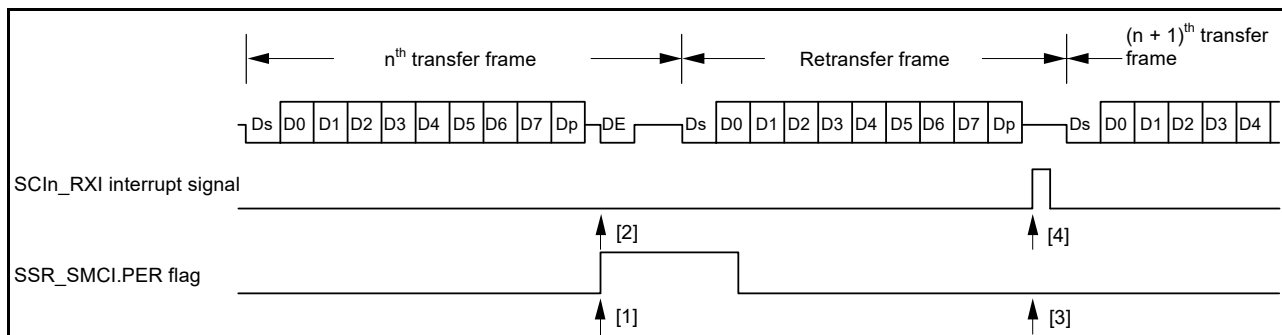 nth transfer frame
Retransfer frame
(n + 1)th transfer
frame
Ds D0 D1 D2 D3 D4 D5 D6 D7 Dp DE Ds D0 D1 D2 D3 D4 D5 D6 D7 Dp Ds D0 D1 D2 D3 D4
SCIn_RXI interrupt signal
[2] [4]
SSR_SMCI.PER flag
[1] [3]